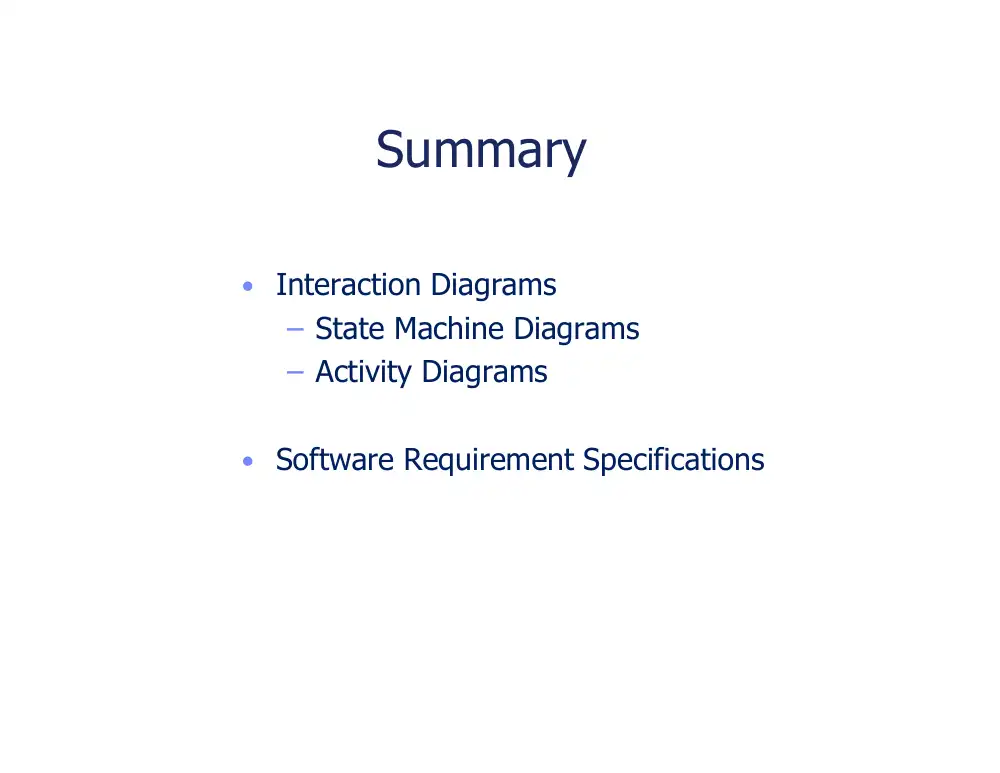 Summary
• Interaction Diagrams
– State Machine Diagrams
– Activity Diagrams
• Software Requirement Specifications